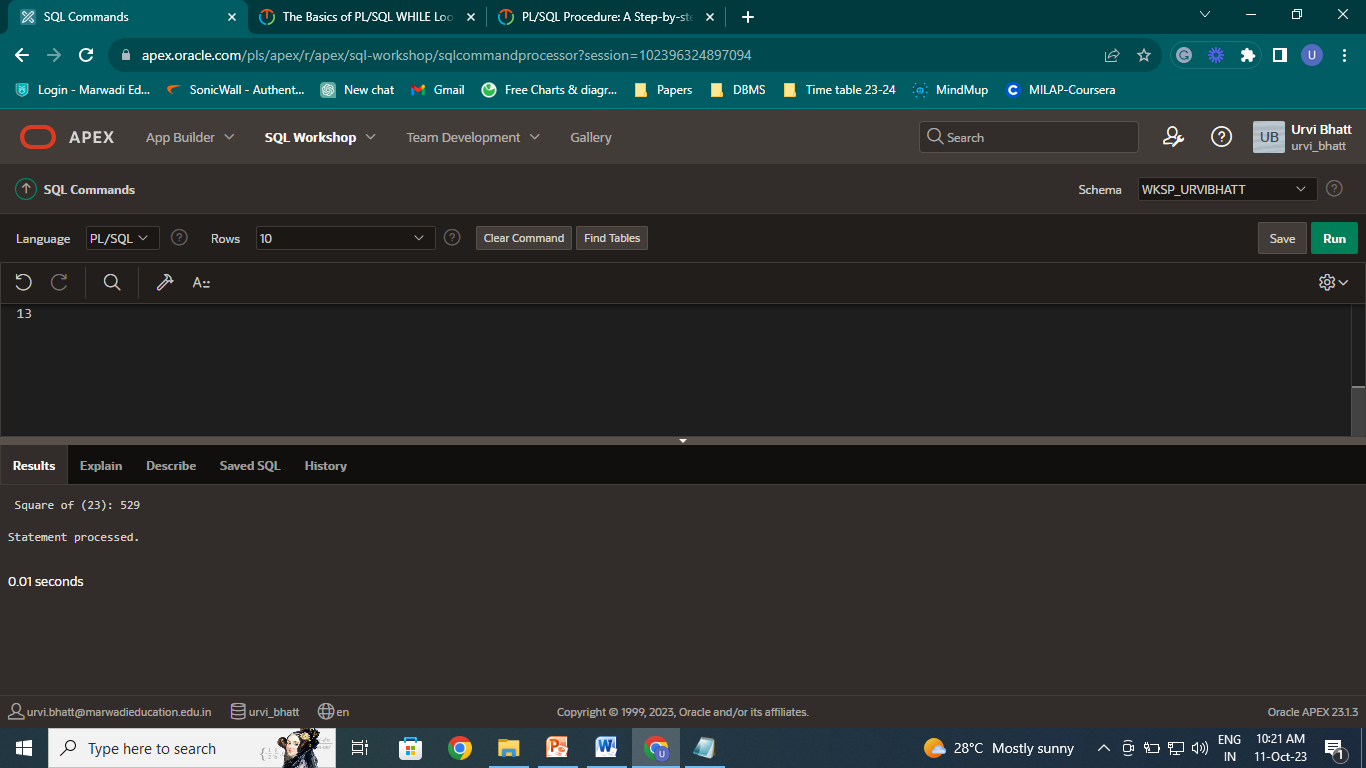 SQL Commands
The Basics of PL/SQL WHILE Loo
PL/SQL Procedure: A Step-by-ste
apex.oracle.com/pls/apex/r/apex/sql-workshop/sqlcommandprocessor?session=102396324897094
U
Login - Marwadi Ed...
SonicWall - Authent...
New chat
Gmail
Free Charts & diagr...
Papers
DBMS
Time table 23-24
MindMup
MILAP-Coursera
APEX
App Builder
SQL Workshop
Team Development
Gallery
Search
UB
Urvi Bhatt
urvi_bhatt
SQL Commands
Schema
WKSP_URVIBHATT
Language
PL/SQL
Rows
10
Clear Command
Find Tables
Save
Run
A::
13
Results
Explain
Describe
Saved SQL
History
Square of (23): 529
Statement processed.
0.01 seconds
urvi.bhatt@marwadieducation.edu.in
urvi_bhatt
en
Copyright © 1999, 2023, Oracle and/or its affiliates.
Oracle APEX 23.1.3
Type here to search
28°C Mostly sunny
ENG
IN
10:21 AM
11-Oct-23
1